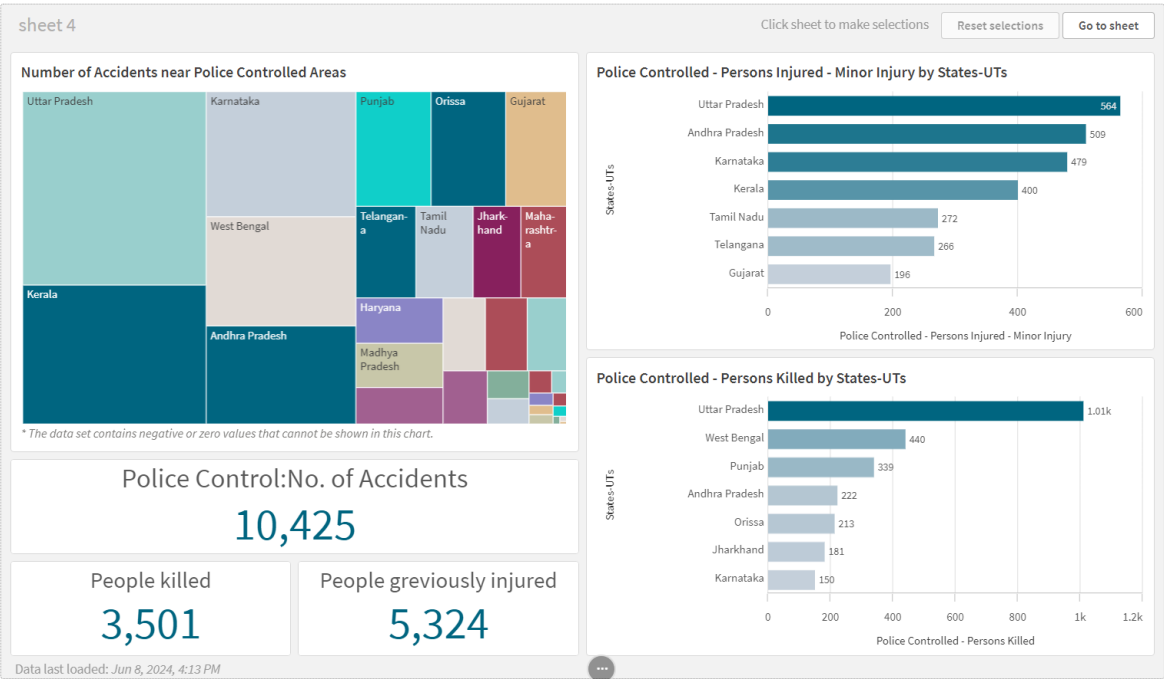 sheet 4
Click sheet to make selections
Reset selections
Go to sheet
Number of Accidents near Police Controlled Areas
Uttar Pradesh
Karnataka
Punjab
Orissa
Gujarat
West Bengal
Telangan-
a
Tamil
Nadu
Jhark-
hand
Maha-
rashtr-
a
Kerala
Andhra Pradesh
Haryana
Madhya
Pradesh
* The data set contains negative or zero values that cannot be shown in this chart.
Police Control:No. of Accidents
10,425
People killed
3,501
People greviously injured
5,324
Police Controlled - Persons Injured - Minor Injury by States-UTs
States-UTs
Uttar Pradesh 564
Andhra Pradesh 509
Karnataka 479
Kerala 400
Tamil Nadu 272
Telangana 266
Gujarat 196
0 200 400 600
Police Controlled - Persons Injured - Minor Injury
Police Controlled - Persons Killed by States-UTs
States-UTs
Uttar Pradesh 1.01k
West Bengal 440
Punjab 339
Andhra Pradesh 222
Orissa 213
Jharkhand 181
Karnataka 150
0 200 400 600 800 1k 1.2k
Police Controlled - Persons Killed
Data last loaded: Jun 8, 2024, 4:13 PM